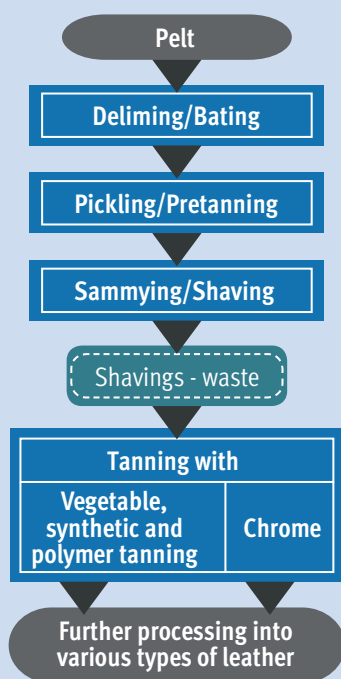 Pelt
Deliming/Bating
Pickling/Pretanning
Sammying/Shaving
Shavings - waste
Tanning with
Vegetable,
synthetic and
polymer tanning
Chrome
Further processing into
various types of leather